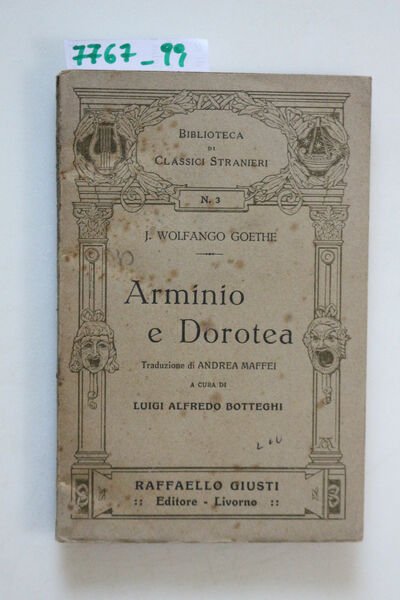 7767_99
BIBLIOTECA
DI
CLASSICI STRANIERI
N. 3
J. WOLFANGO GOETHE
Arminio
e Dorotea
Traduzione di ANDREA MAFFEI
A CURA DI
LUIGI ALFREDO BOTTEGHI
RAFFAELLO GIUSTI
:: Editore - Livorno ::